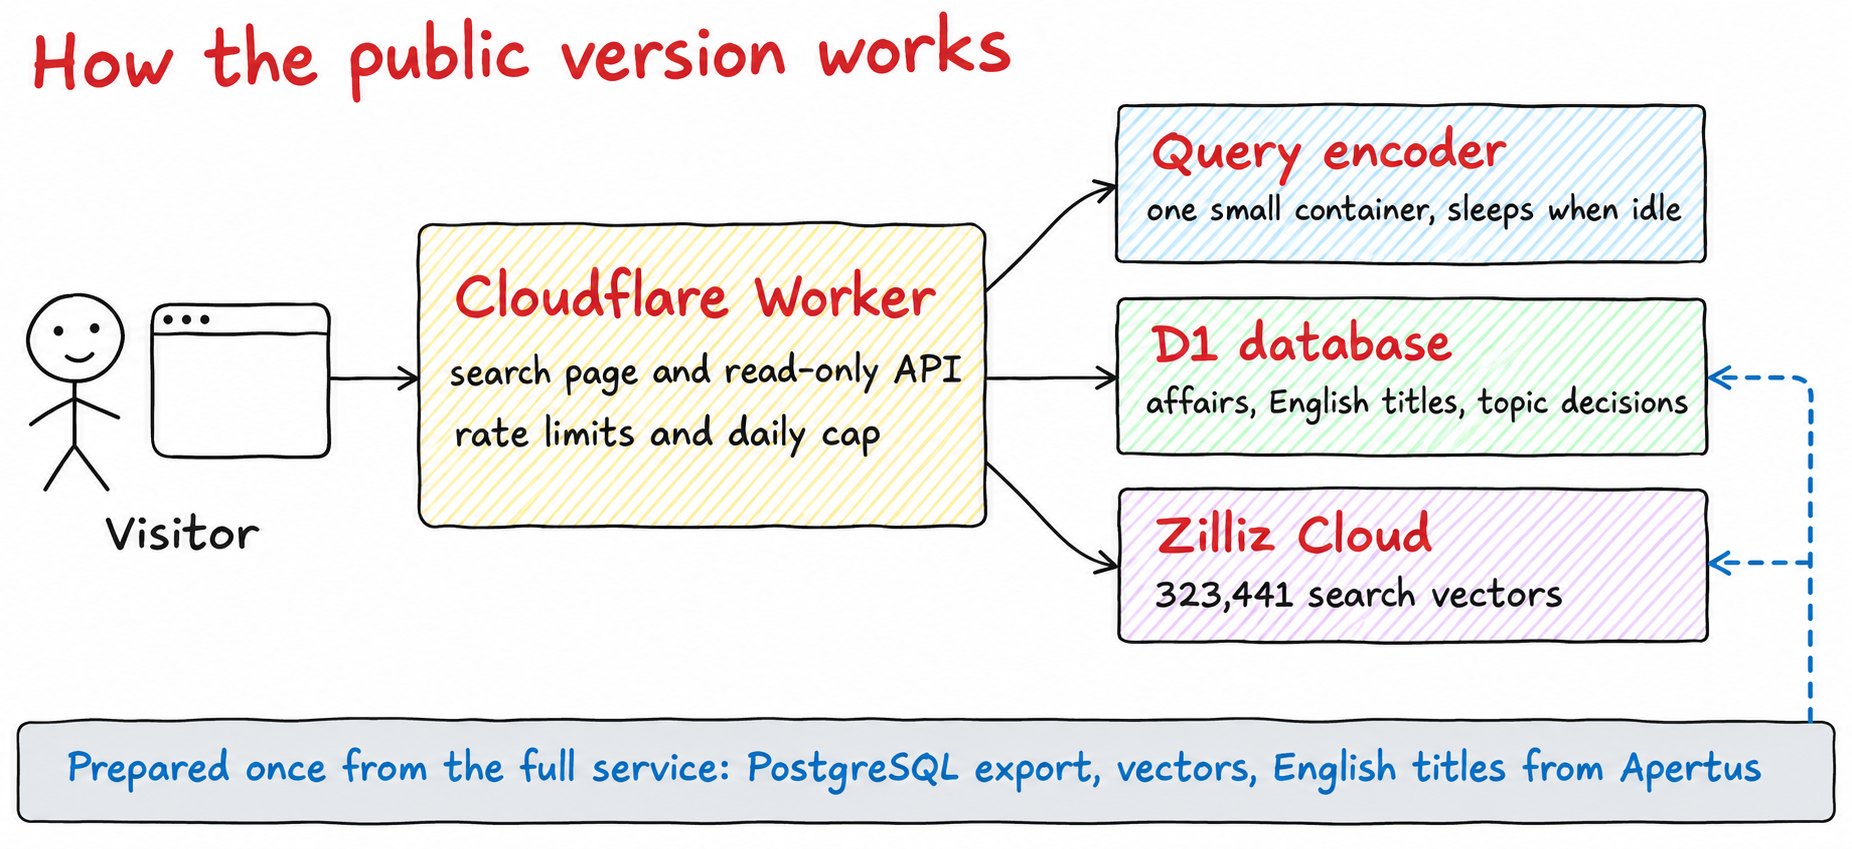 How the public version works
Query encoder
one small container, sleeps when idle
Cloudflare Worker
search page and read-only API
rate limits and daily cap
D1 database
affairs, English titles, topic decisions
Visitor
Zilliz Cloud
323,441 search vectors
Prepared once from the full service: PostgreSQL export, vectors, English titles from Apertus